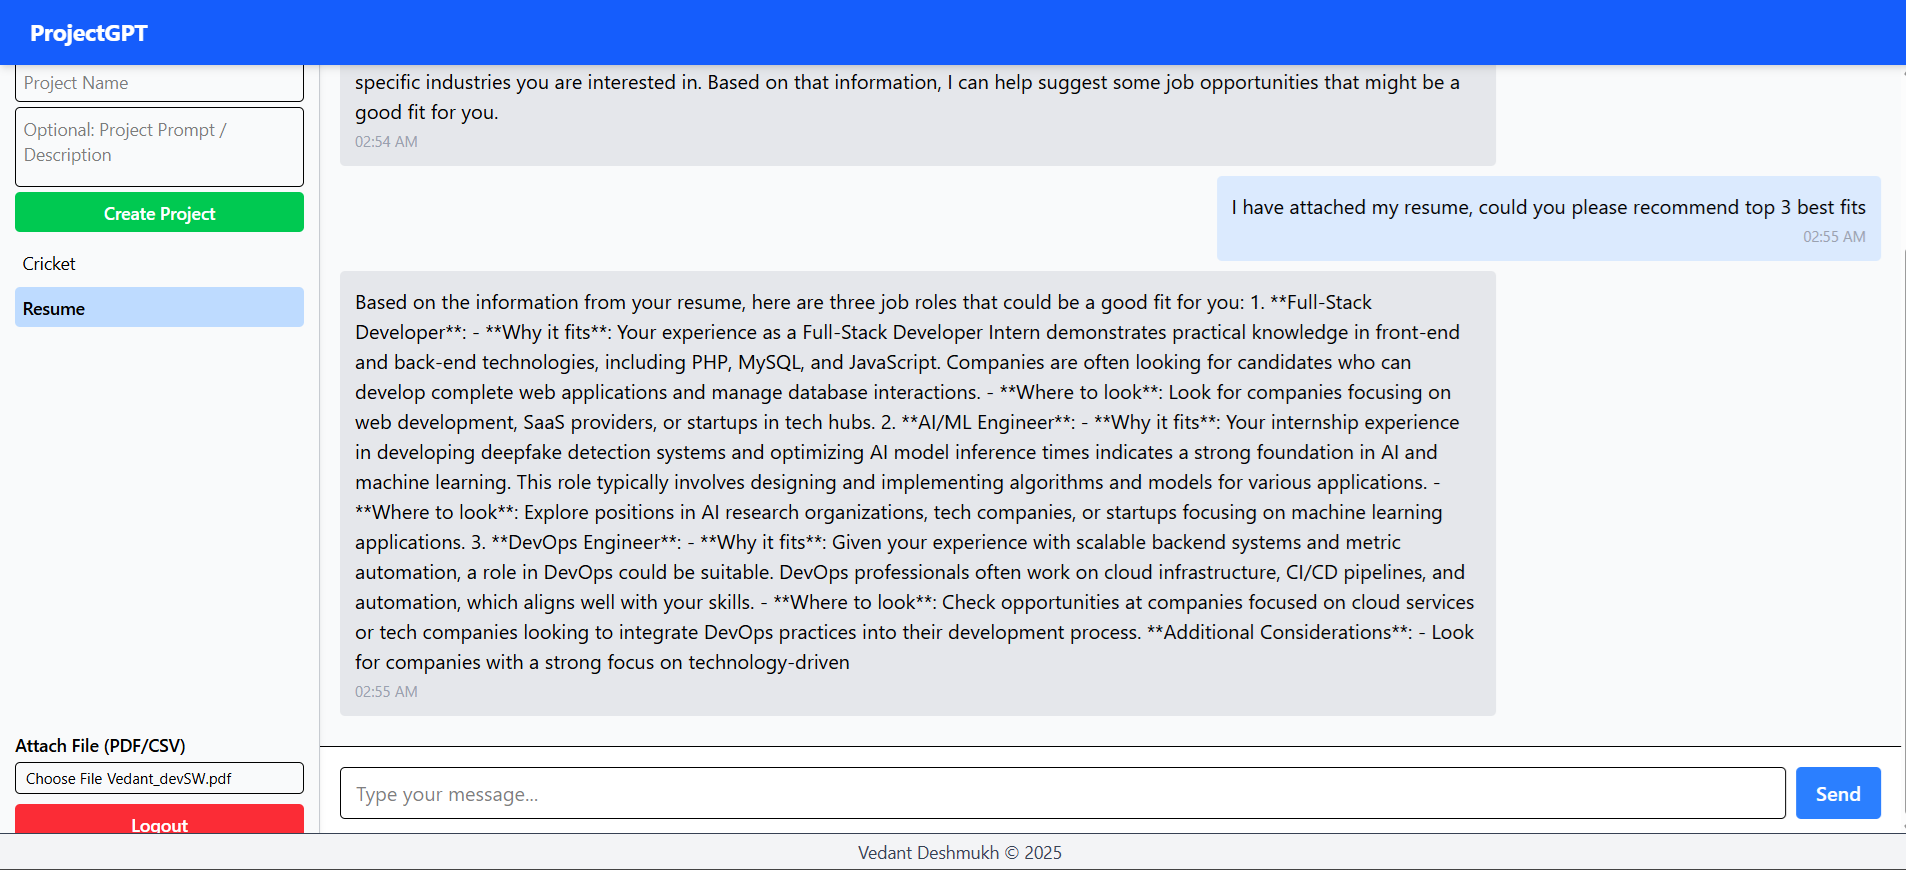 ProjectGPT
Project Name
Optional: Project Prompt /
Description
Create Project
Cricket
Resume
Attach File (PDF/CSV)
Choose File Vedant_devSW.pdf
Logout
specific industries you are interested in. Based on that information, I can help suggest some job opportunities that might be a
good fit for you.
02:54 AM
I have attached my resume, could you please recommend top 3 best fits
02:55 AM
Based on the information from your resume, here are three job roles that could be a good fit for you: 1. **Full-Stack
Developer**: - **Why it fits**: Your experience as a Full-Stack Developer Intern demonstrates practical knowledge in front-end
and back-end technologies, including PHP, MySQL, and JavaScript. Companies are often looking for candidates who can
develop complete web applications and manage database interactions. - **Where to look**: Look for companies focusing on
web development, SaaS providers, or startups in tech hubs. 2. **AI/ML Engineer**: - **Why it fits**: Your internship experience
in developing deepfake detection systems and optimizing AI model inference times indicates a strong foundation in AI and
machine learning. This role typically involves designing and implementing algorithms and models for various applications. -
**Where to look**: Explore positions in AI research organizations, tech companies, or startups focusing on machine learning
applications. 3. **DevOps Engineer**: - **Why it fits**: Given your experience with scalable backend systems and metric
automation, a role in DevOps could be suitable. DevOps professionals often work on cloud infrastructure, CI/CD pipelines, and
automation, which aligns well with your skills. - **Where to look**: Check opportunities at companies focused on cloud services
or tech companies looking to integrate DevOps practices into their development process. **Additional Considerations**: - Look
for companies with a strong focus on technology-driven
02:55 AM
Type your message...
Send
Vedant Deshmukh © 2025